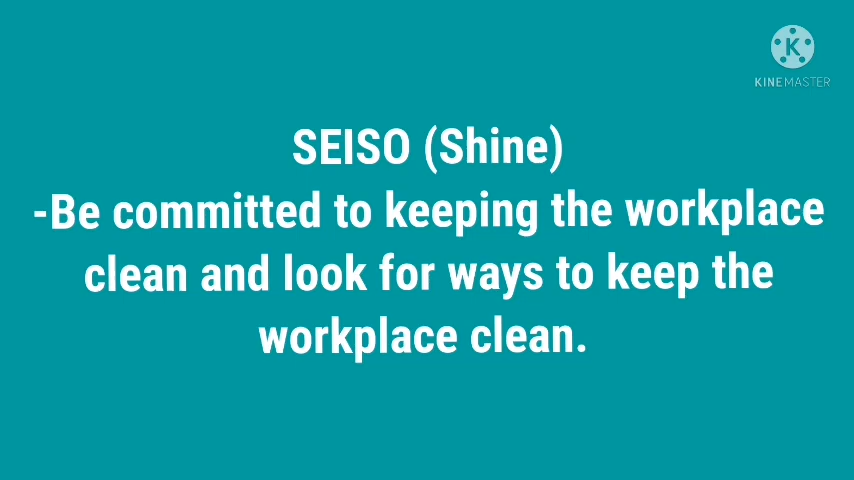 K
KINEMASTER
SEISO (Shine)
-Be committed to keeping the workplace
clean and look for ways to keep the
workplace clean.